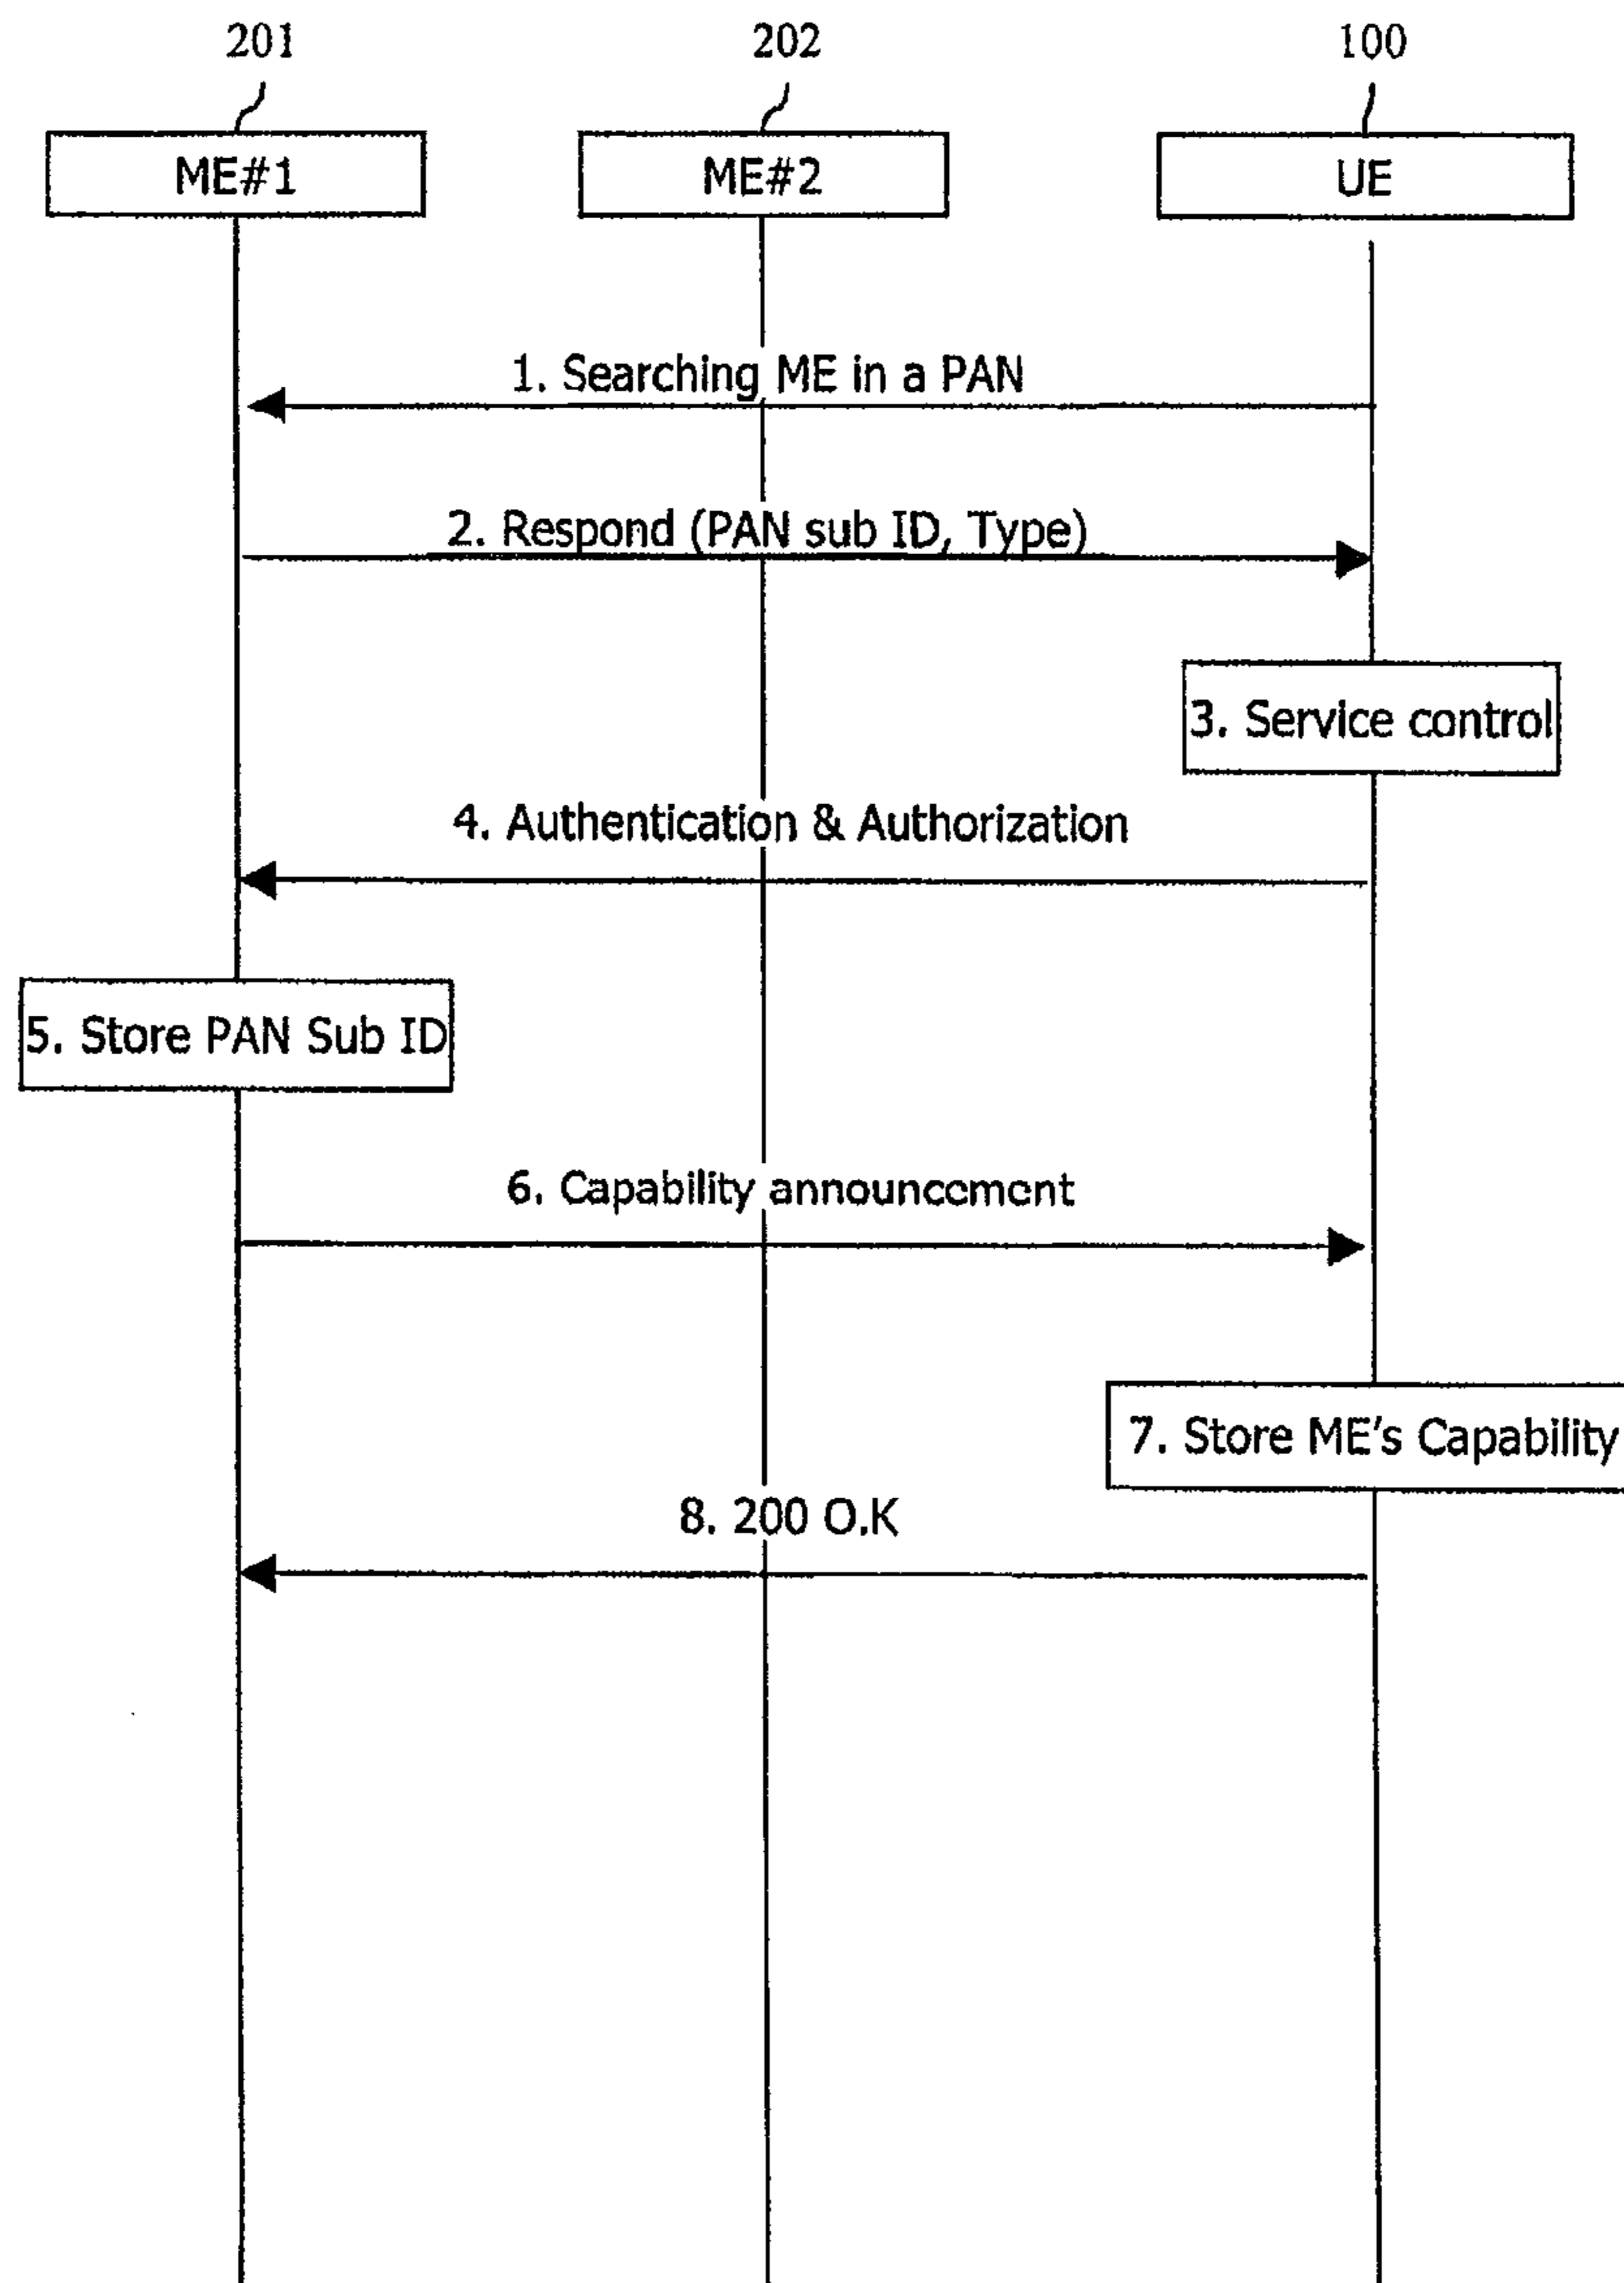 201
202
100
ME#1
ME#2
UE
1. Searching ME in a PAN
2. Respond (PAN sub ID, Type)
3. Service control
4. Authentication & Authorization
5. Store PAN Sub ID
6. Capability announcement
7. Store ME's Capability
8. 200 O.K